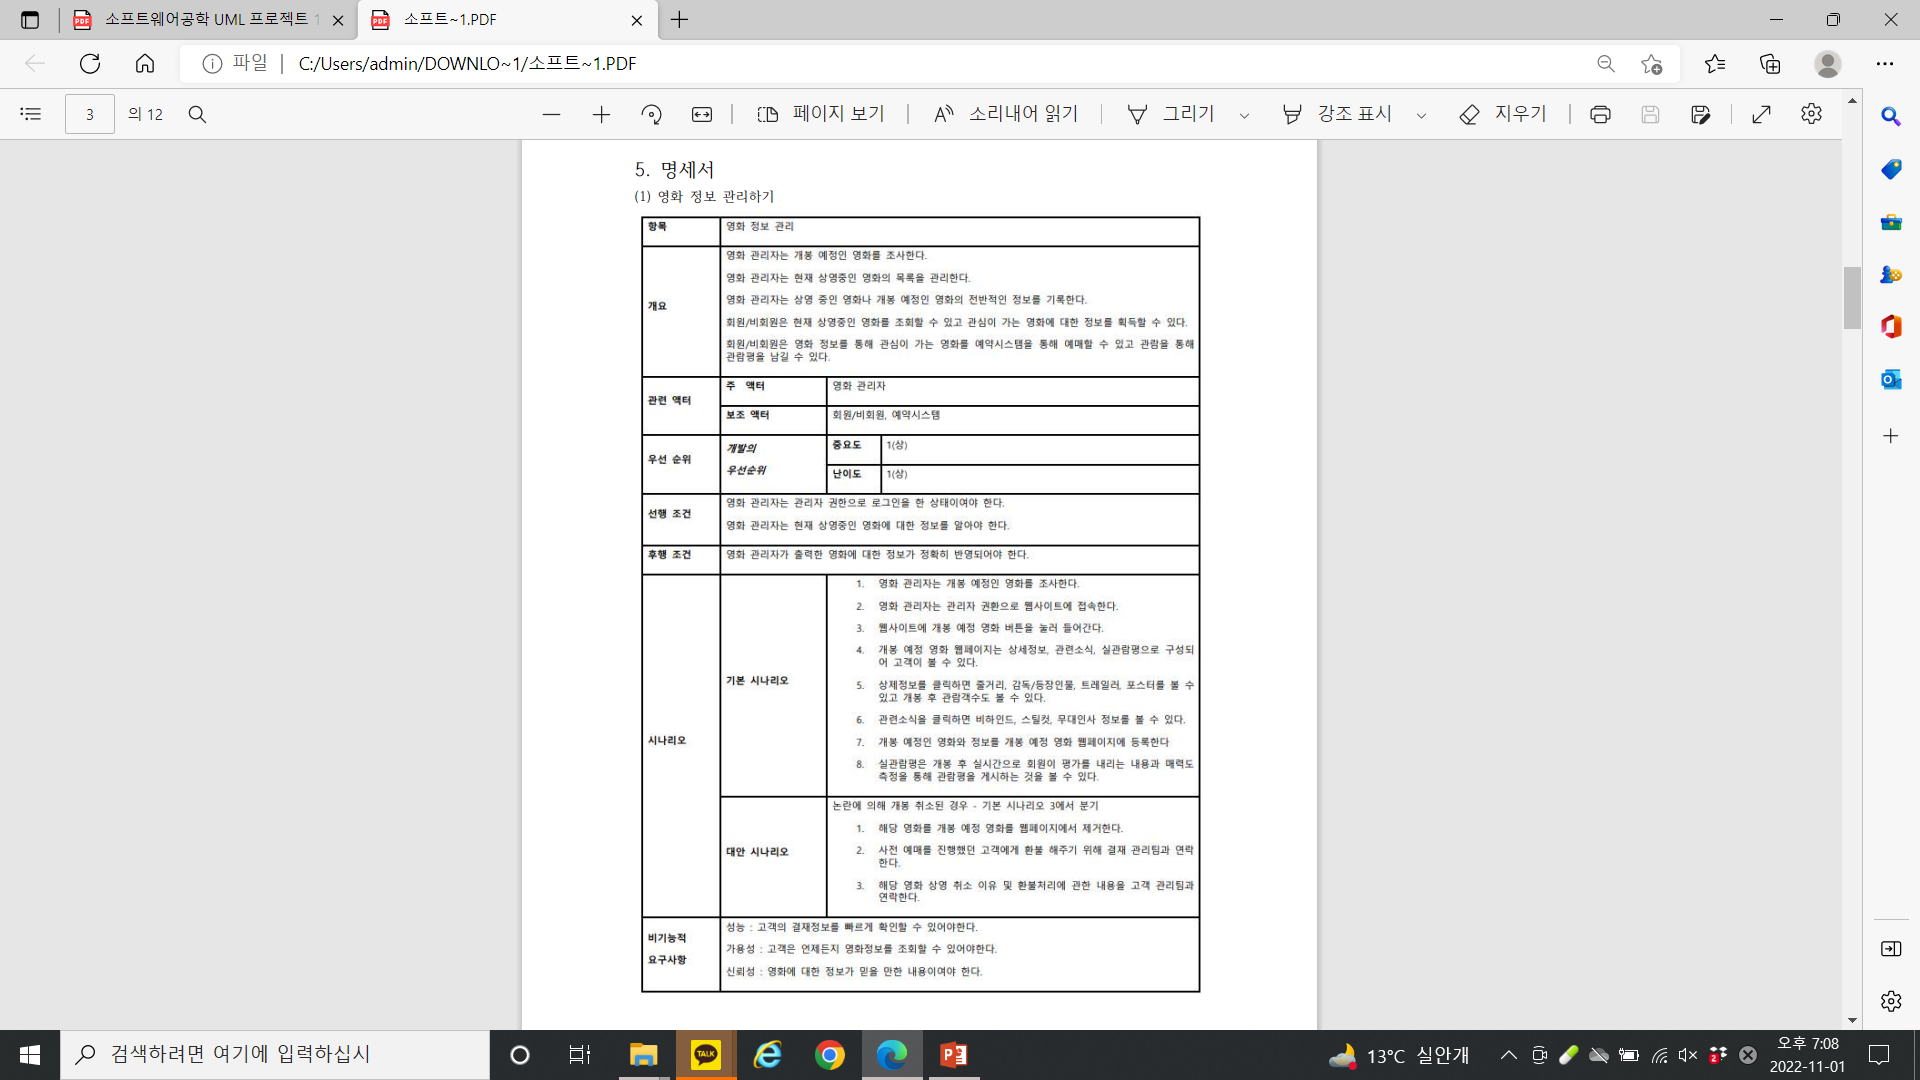 소프트웨어공학 UML 프로젝트 1
소프트~1.PDF
파일
C:/Users/admin/DOWNLO~1/소프트~1.PDF
3
의 12
페이지 보기
소리내어 읽기
그리기
강조 표시
지우기
5. 명세서
(1) 영화 정보 관리하기
항목
영화 정보 관리
개요
영화 관리자는 개봉 예정인 영화를 조사한다.
영화 관리자는 현재 상영중인 영화의 목록을 관리한다.
영화 관리자는 상영 중인 영화나 개봉 예정인 영화의 전반적인 정보를 기록한다.
회원/비회원은 현재 상영중인 영화를 조회할 수 있고 관심이 가는 영화에 대한 정보를 획득할 수 있다.
회원/비회원은 영화 정보를 통해 관심이 가는 영화를 예약시스템을 통해 예매할 수 있고 관람을 통해
관람평을 남길 수 있다.
관련 액터
주 액터
영화 관리자
보조 액터
회원/비회원, 예약시스템
우선 순위
개발의
우선순위
중요도
1(상)
난이도
1(상)
선행 조건
영화 관리자는 관리자 권한으로 로그인을 한 상태이여야 한다.
영화 관리자는 현재 상영중인 영화에 대한 정보를 알아야 한다.
후행 조건
영화 관리자가 출력한 영화에 대한 정보가 정확히 반영되어야 한다.
시나리오
기본 시나리오
1. 영화 관리자는 개봉 예정인 영화를 조사한다.
2. 영화 관리자는 관리자 권환으로 웹사이트에 접속한다.
3. 웹사이트에 개봉 예정 영화 버튼을 눌러 들어간다.
4. 개봉 예정 영화 웹페이지는 상세정보, 관련소식, 실관람평으로 구성되
어 고객이 볼 수 있다.
5. 상제정보를 클릭하면 줄거리, 감독/등장인물, 트레일러, 포스터를 볼 수
있고 개봉 후 관람객수도 볼 수 있다.
6. 관련소식을 클릭하면 비하인드, 스틸컷, 무대인사 정보를 볼 수 있다.
7. 개봉 예정인 영화와 정보를 개봉 예정 영화 웹페이지에 등록한다
8. 실관람평은 개봉 후 실시간으로 회원이 평가를 내리는 내용과 매력도
측정을 통해 관람평을 게시하는 것을 볼 수 있다.
대안 시나리오
논란에 의해 개봉 취소된 경우 - 기본 시나리오 3에서 분기
1. 해당 영화를 개봉 예정 영화를 웹페이지에서 제거한다.
2. 사전 예매를 진행했던 고객에게 환불 해주기 위해 결재 관리팀과 연락
한다.
3. 해당 영화 상영 취소 이유 및 환불처리에 관한 내용을 고객 관리팀과
연락한다.
비기능적
요구사항
성능 : 고객의 결재정보를 빠르게 확인할 수 있어야한다.
가용성 : 고객은 언제든지 영화정보를 조회할 수 있어야한다.
신뢰성 : 영화에 대한 정보가 믿을 만한 내용이여야 한다.
검색하려면 여기에 입력하십시
TALK
13°C 실안개
오후 7:08
2022-11-01